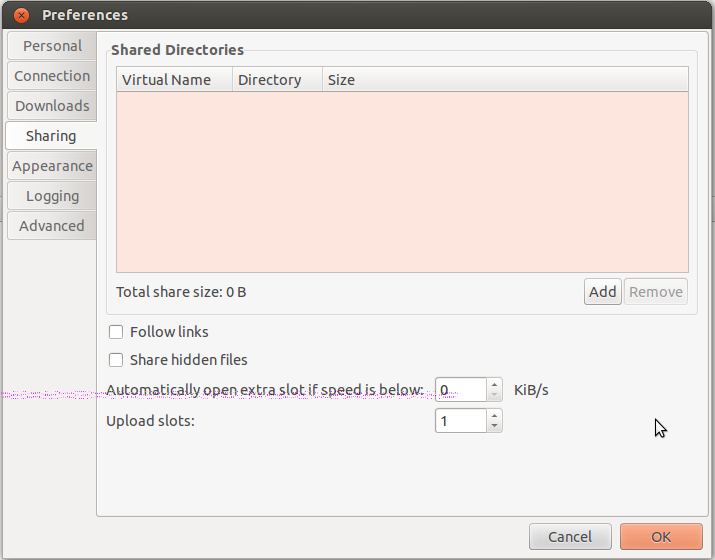 Preferences
Personal
Connection
Downloads
Sharing
Appearance
Logging
Advanced
Shared Directories
Virtual Name Directory Size
Total share size: 0 B Add Remove
Follow links
Share hidden files
Automatically open extra slot if speed is below: 0 KiB/s
Upload slots: 1
Cancel OK